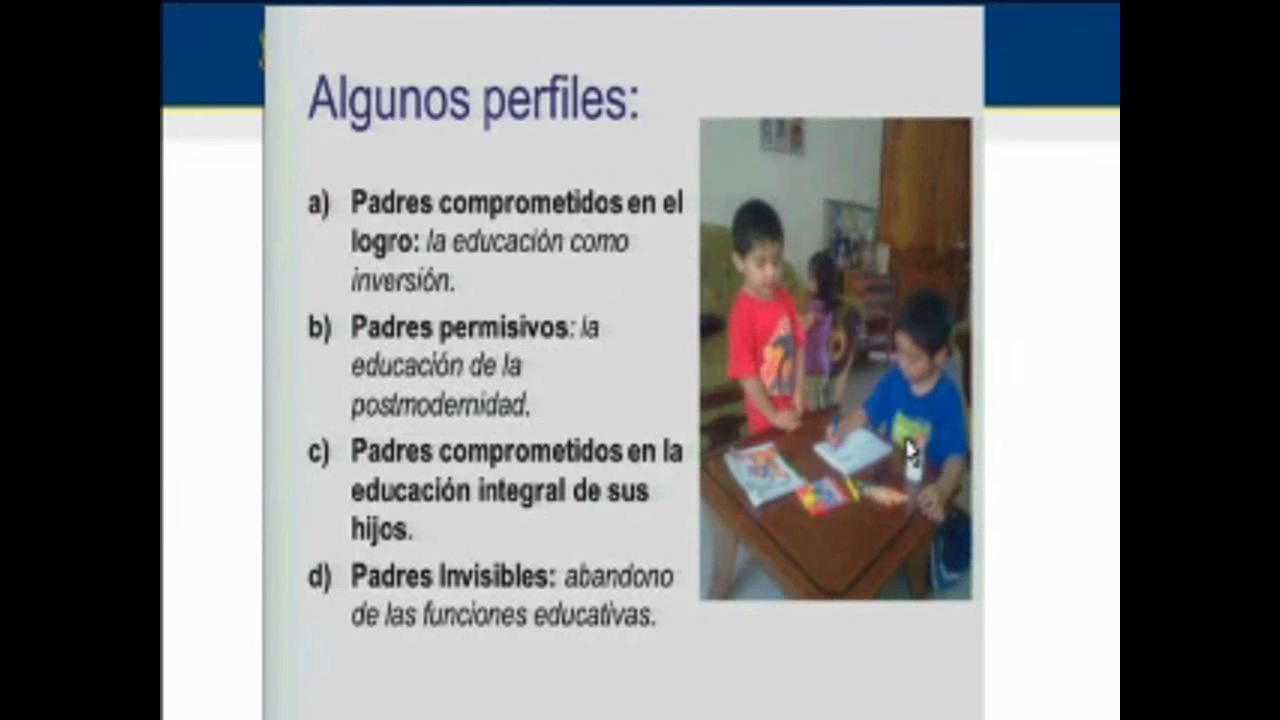 Algunos perfiles:
a) Padres comprometidos en el
logro: la educación como
inversión.
b) Padres permisivos: la
educación de la
postmodernidad.
c) Padres comprometidos en la
educación integral de sus
hijos.
d) Padres Invisibles: abandono
de las funciones educativas.